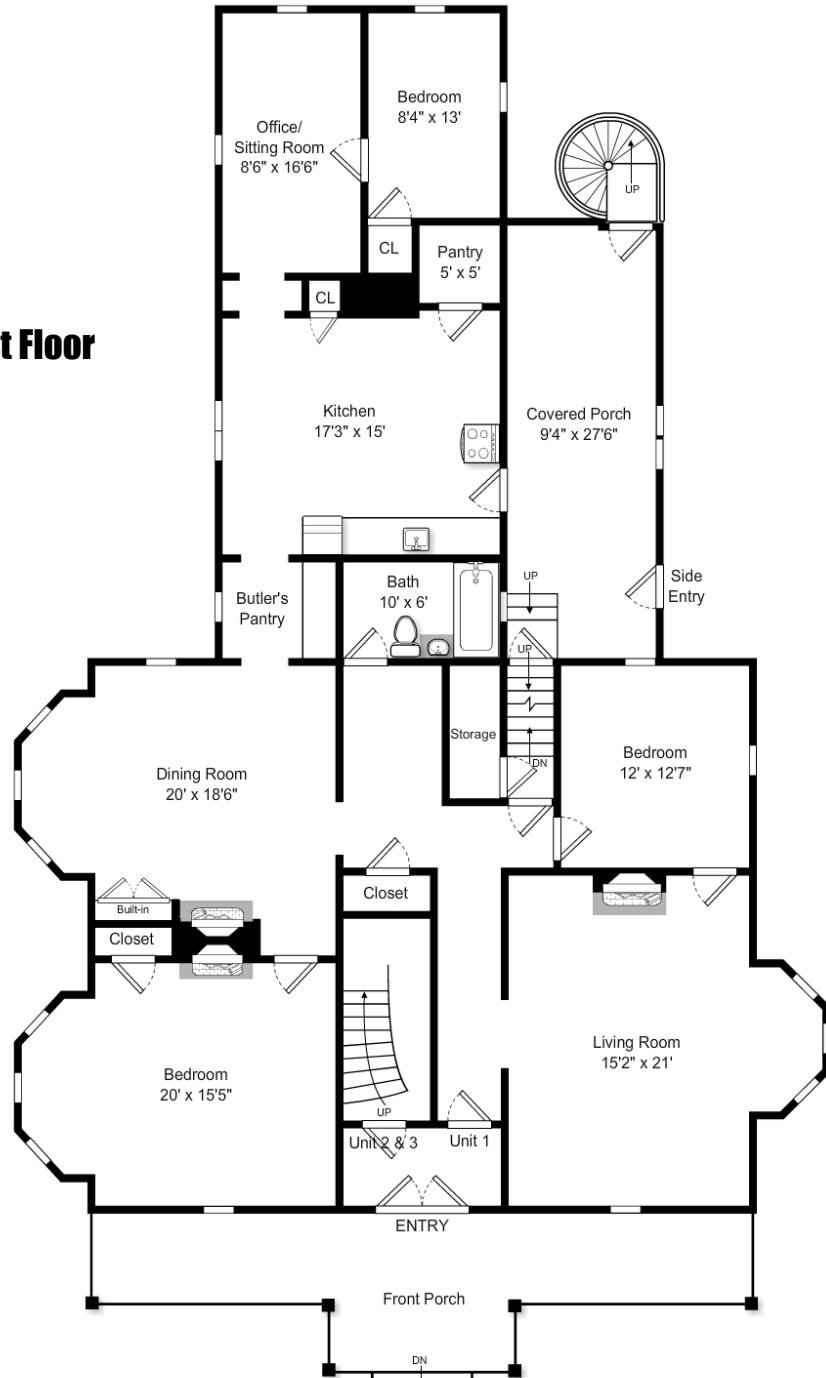 Bedroom
8'4" x 13'
Office/
Sitting Room
8'6" x 16'6"
UP
CL
Pantry
5' x 5'
CL
t Floor
Kitchen
17'3" x 15'
Covered Porch
9'4" x 27'6"
Bath
10' x 6'
UP
Side
Entry
Butler's
Pantry
UP
Storage
DN
Bedroom
12' x 12'7"
Dining Room
20' x 18'6"
Closet
Built-in
Closet
Living Room
15'2" x 21'
Bedroom
20' x 15'5"
UP
Unit 2 & 3
Unit 1
ENTRY
Front Porch
DN